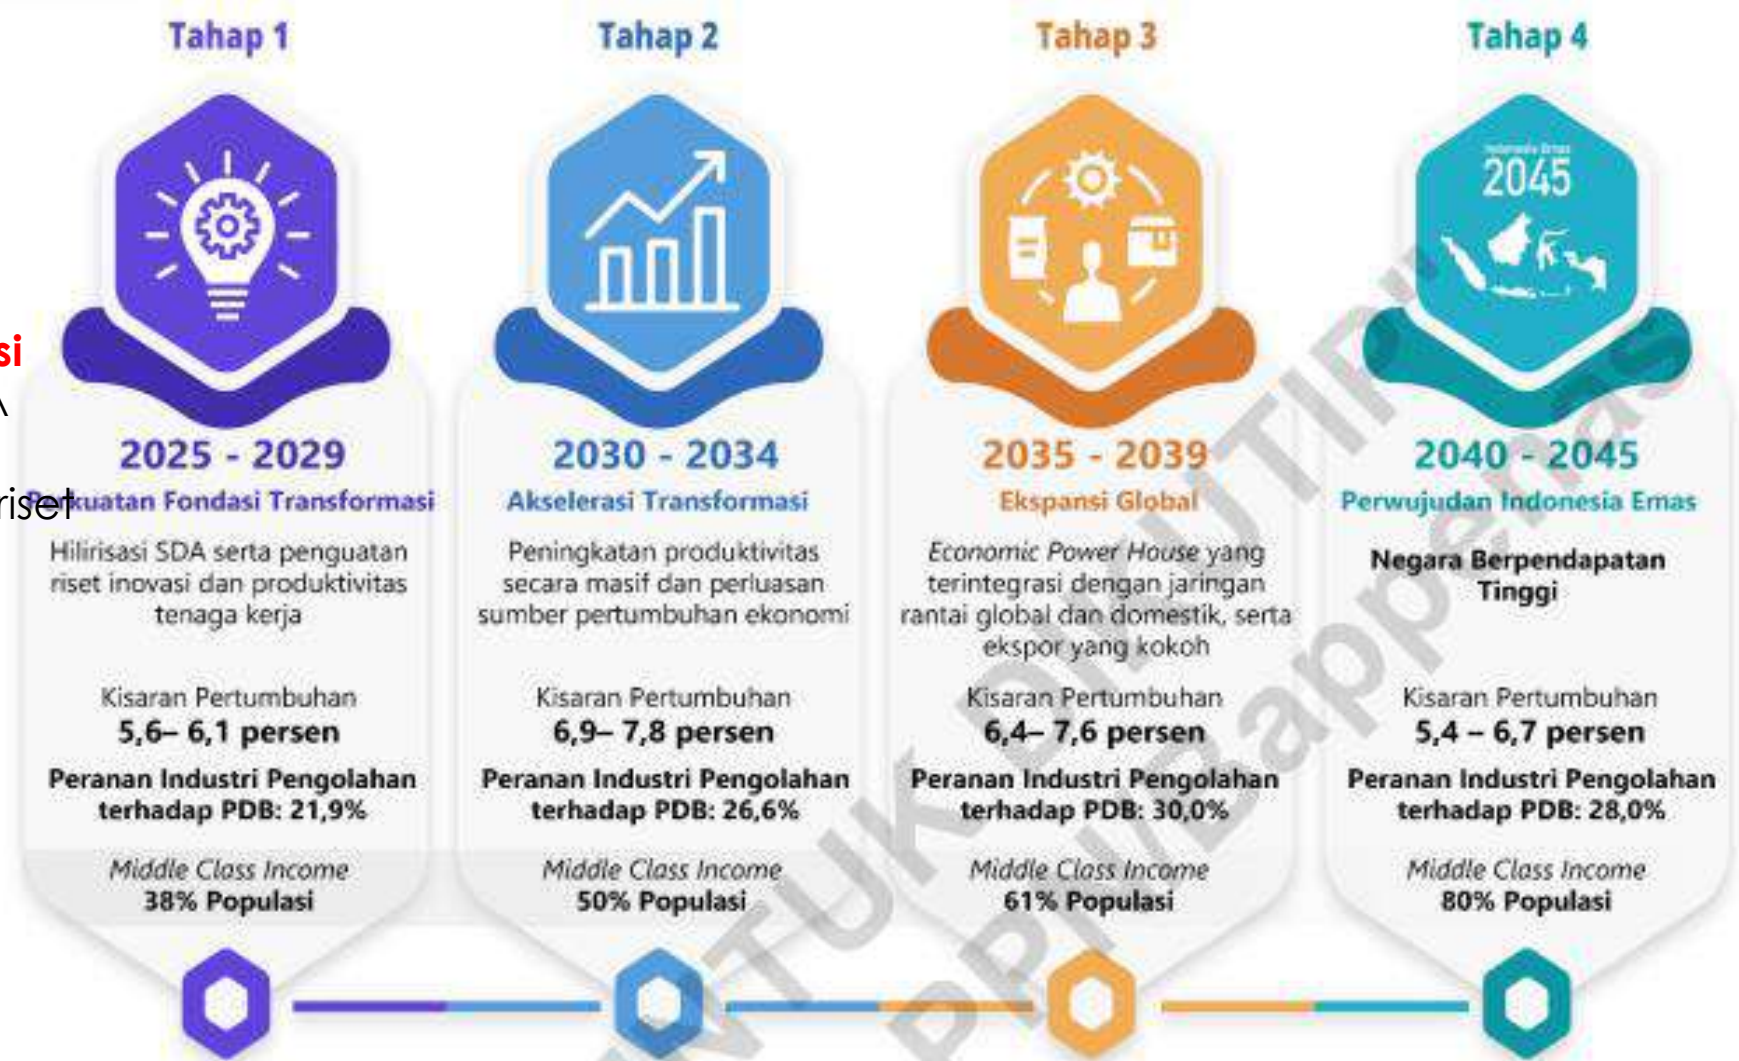 Tahap 1
2025 - 2029
Perkuatan Fondasi Transformasi
Hilirisasi SDA serta penguatan
riset inovasi dan produktivitas
tenaga kerja
Kisaran Pertumbuhan
5,6– 6,1 persen
Peranan Industri Pengolahan
terhadap PDB: 21,9%
Middle Class Income
38% Populasi
Tahap 2
2030 - 2034
Akselerasi Transformasi
Peningkatan produktivitas
secara masif dan perluasan
sumber pertumbuhan ekonomi
Kisaran Pertumbuhan
6,9– 7,8 persen
Peranan Industri Pengolahan
terhadap PDB: 26,6%
Middle Class Income
50% Populasi
Tahap 3
2035 - 2039
Ekspansi Global
Economic Power House yang
terintegrasi dengan jaringan
rantai global dan domestik, serta
ekspor yang kokoh
Kisaran Pertumbuhan
6,4– 7,6 persen
Peranan Industri Pengolahan
terhadap PDB: 30,0%
Middle Class Income
61% Populasi
Tahap 4
Indonesia Emas
2045
2040 - 2045
Perwujudan Indonesia Emas
Negara Berpendapatan
Tinggi
Kisaran Pertumbuhan
5,4 – 6,7 persen
Peranan Industri Pengolahan
terhadap PDB: 28,0%
Middle Class Income
80% Populasi
si
riset
UNTUK DIKUTIP"
PPN/Bappenas